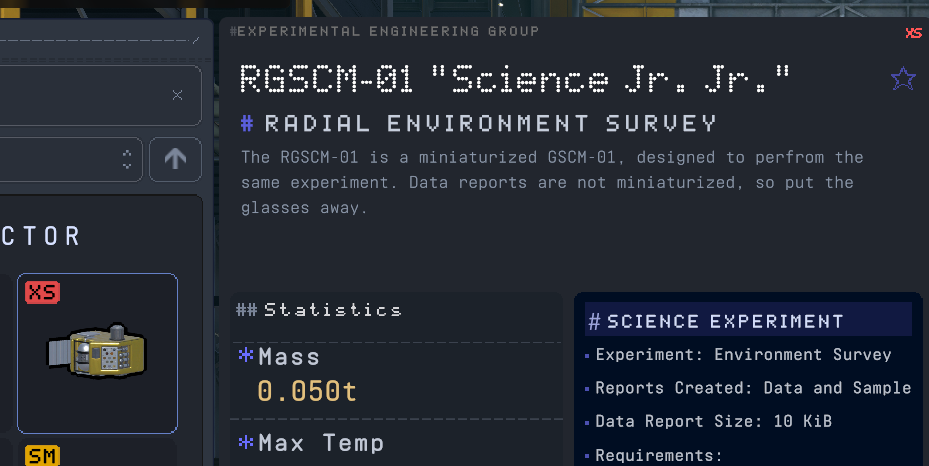 #EXPERIMENTAL ENGINEERING GROUP
XS
RGSCM-01 "Science Jr. Jr."
# RADIAL ENVIRONMENT SURVEY
The RGSCM-01 is a miniaturized GSCM-01, designed to perfrom the
same experiment. Data reports are not miniaturized, so put the
glasses away.
CTOR
XS
SM
## Statistics
*Mass
0.050t
*Max Temp
# SCIENCE EXPERIMENT
Experiment: Environment Survey
Reports Created: Data and Sample
Data Report Size: 10 KiB
Requirements: